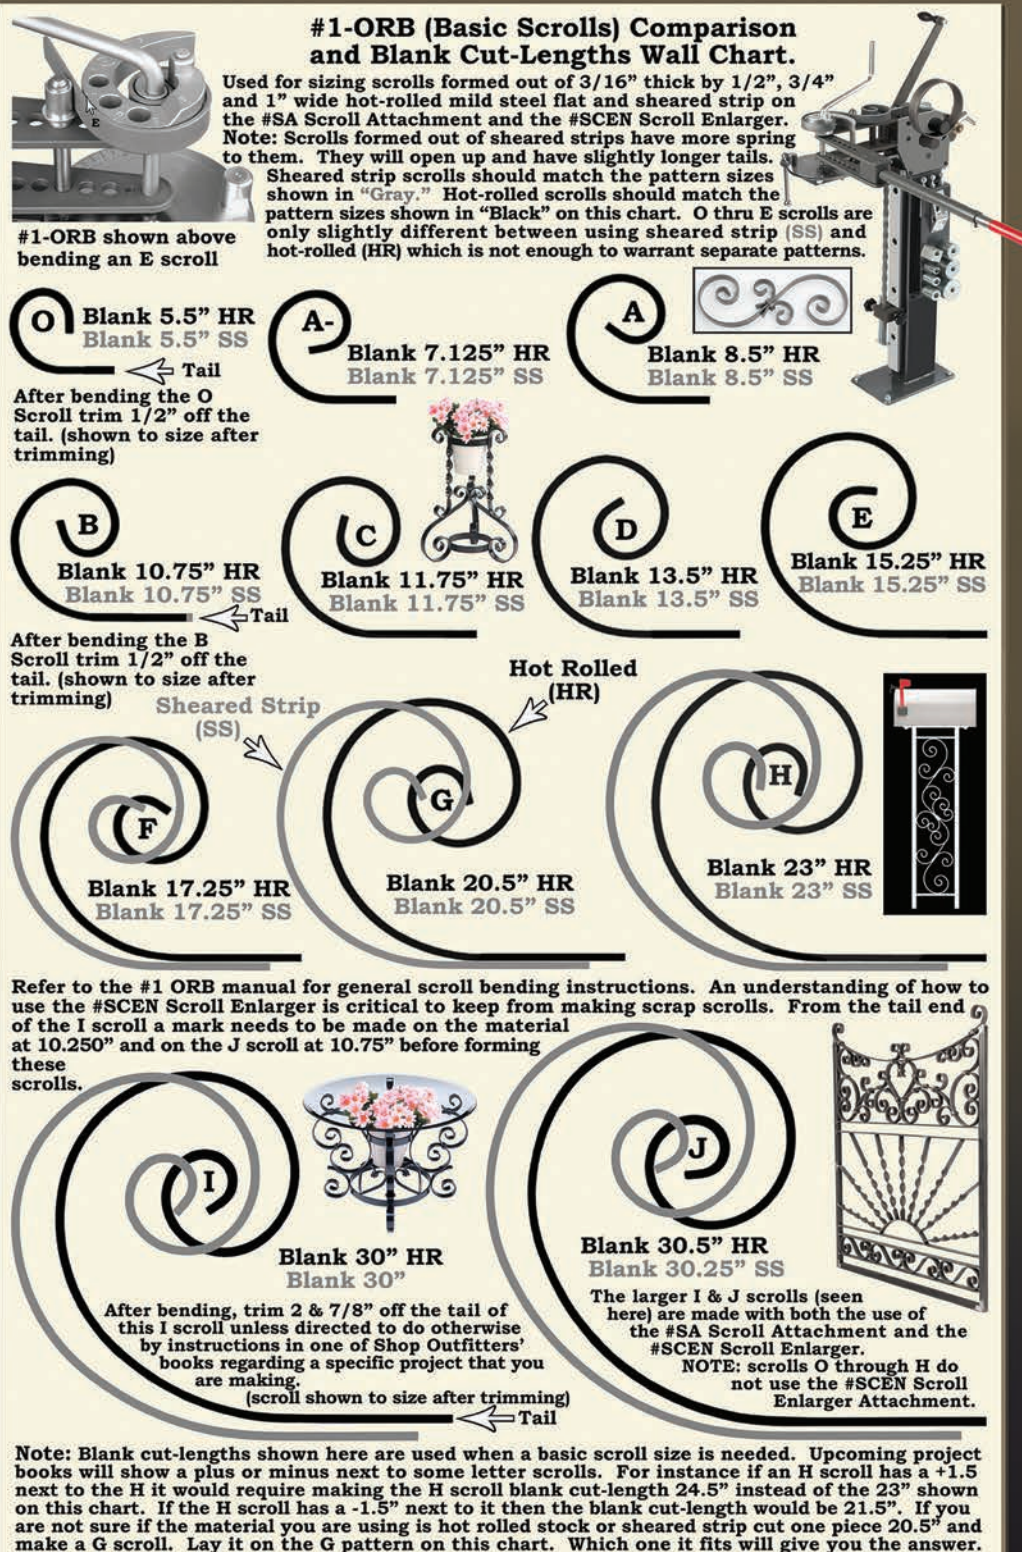 #1-ORB (Basic Scrolls) Comparison
and Blank Cut-Lengths Wall Chart.
Used for sizing scrolls formed out of 3/16” thick by 1/2”, 3/4”
and 1” wide hot-rolled mild steel flat and sheared strip on
the #SA Scroll Attachment and the #SCEN Scroll Enlarger.
Note: Scrolls formed out of sheared strips have more spring
to them. They will open up and have slightly longer tails.
Sheared strip scrolls should match the pattern sizes
shown in “Gray.” Hot-rolled scrolls should match the
pattern sizes shown in “Black” on this chart. O thru E scrolls are
only slightly different between using sheared strip (SS) and
hot-rolled (HR) which is not enough to warrant separate patterns.
E
#1-ORB shown above
bending an E scroll
O
Blank 5.5” HR
Blank 5.5” SS
Tail
After bending the O
Scroll trim 1/2” off the
tail. (shown to size after
trimming)
A-
Blank 7.125” HR
Blank 7.125” SS
A
Blank 8.5” HR
Blank 8.5” SS
B
Blank 10.75” HR
Blank 10.75” SS
Tail
After bending the B
Scroll trim 1/2” off the
tail. (shown to size after
trimming)
C
Blank 11.75” HR
Blank 11.75” SS
D
Blank 13.5” HR
Blank 13.5” SS
E
Blank 15.25” HR
Blank 15.25” SS
Sheared Strip
(SS)
Hot Rolled
(HR)
F
Blank 17.25” HR
Blank 17.25” SS
G
Blank 20.5” HR
Blank 20.5” SS
H
Blank 23” HR
Blank 23” SS
Refer to the #1 ORB manual for general scroll bending instructions. An understanding of how to
use the #SCEN Scroll Enlarger is critical to keep from making scrap scrolls. From the tail end
of the I scroll a mark needs to be made on the material
at 10.250” and on the J scroll at 10.75” before forming
these
scrolls.
I
Blank 30” HR
Blank 30”
After bending, trim 2 & 7/8” off the tail of
this I scroll unless directed to do otherwise
by instructions in one of Shop Outfitters’
books regarding a specific project that you
are making.
(scroll shown to size after trimming)
Tail
J
Blank 30.5” HR
Blank 30.25” SS
The larger I & J scrolls (seen
here) are made with both the use of
the #SA Scroll Attachment and the
#SCEN Scroll Enlarger.
NOTE: scrolls O through H do
not use the #SCEN Scroll
Enlarger Attachment.
Note: Blank cut-lengths shown here are used when a basic scroll size is needed. Upcoming project
books will show a plus or minus next to some letter scrolls. For instance if an H scroll has a +1.5
next to the H it would require making the H scroll blank cut-length 24.5” instead of the 23” shown
on this chart. If the H scroll has a -1.5” next to it then the blank cut-length would be 21.5”. If you
are not sure if the material you are using is hot rolled stock or sheared strip cut one piece 20.5” and
make a G scroll. Lay it on the G pattern on this chart. Which one it fits will give you the answer.